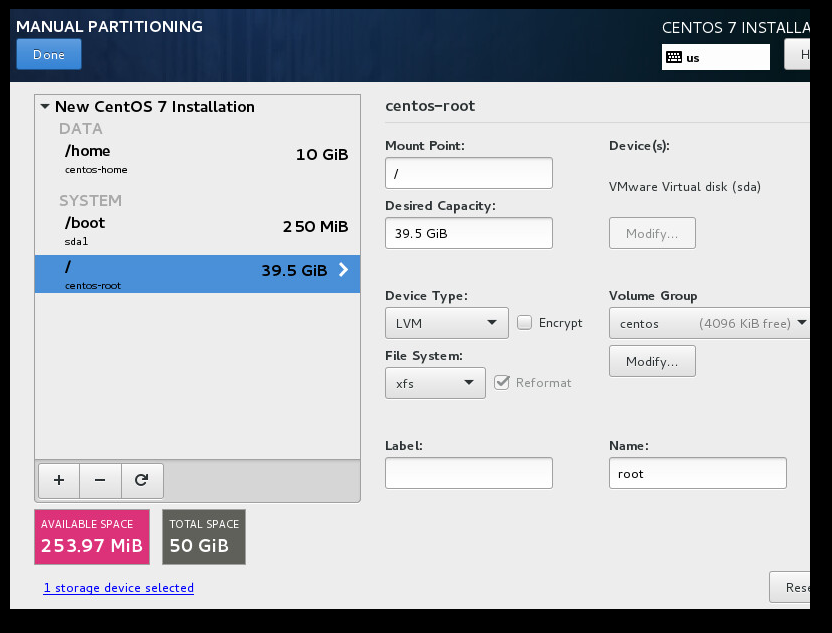 MANUAL PARTITIONING
CENTOS 7 INSTALLA
Done
us
H
New CentOS 7 Installation
DATA
/home
10 GiB
centos-home
SYSTEM
/boot
250 MiB
sda1
/
39.5 GiB
centos-root
AVAILABLE SPACE
253.97 MiB
TOTAL SPACE
50 GiB
1 storage device selected
centos-root
Mount Point:
/
Desired Capacity:
39.5 GiB
Device(s):
VMware Virtual disk (sda)
Modify...
Device Type:
LVM
Encrypt
File System:
xfs
Reformat
Volume Group
centos (4096 KiB free)
Modify...
Label:
Name:
root
Rese